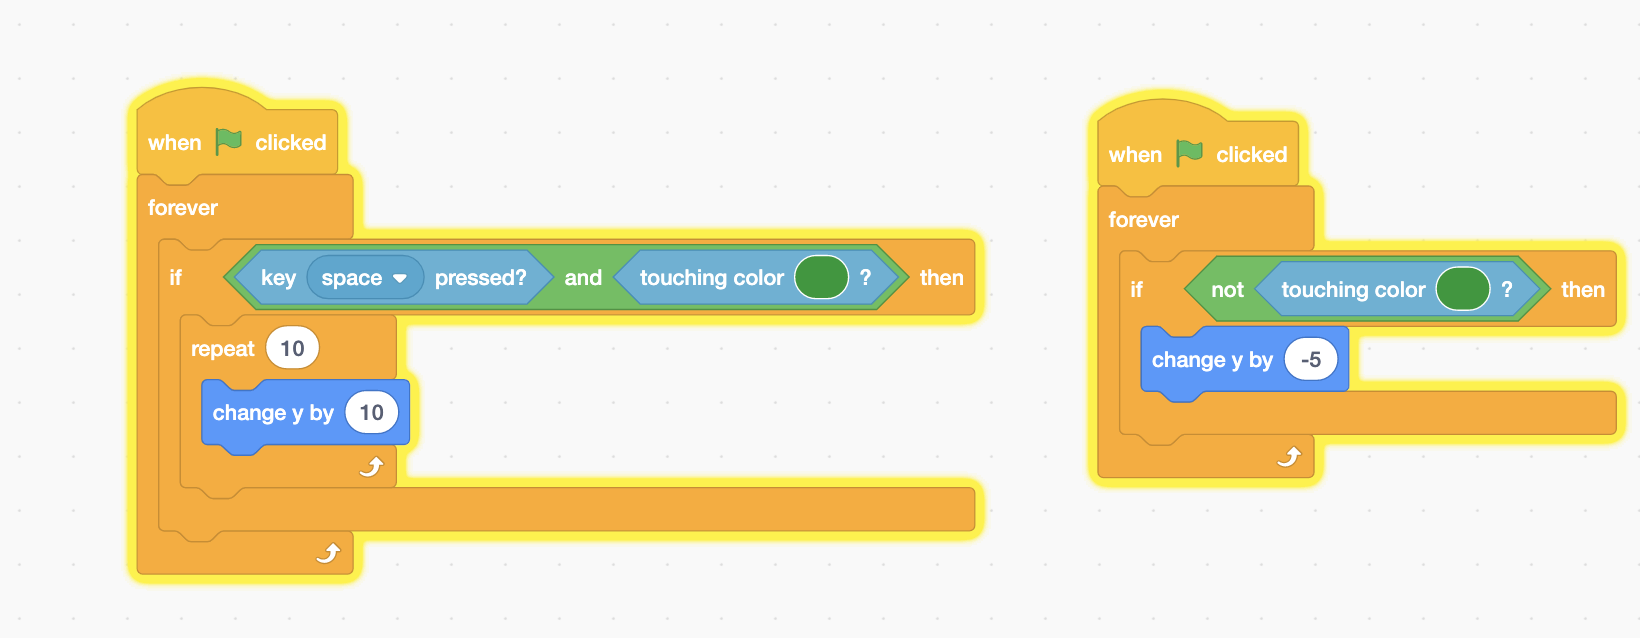 when clicked
forever
if key space pressed? and touching color ? then
repeat 10
change y by 10
when clicked
forever
if not touching color ? then
change y by -5